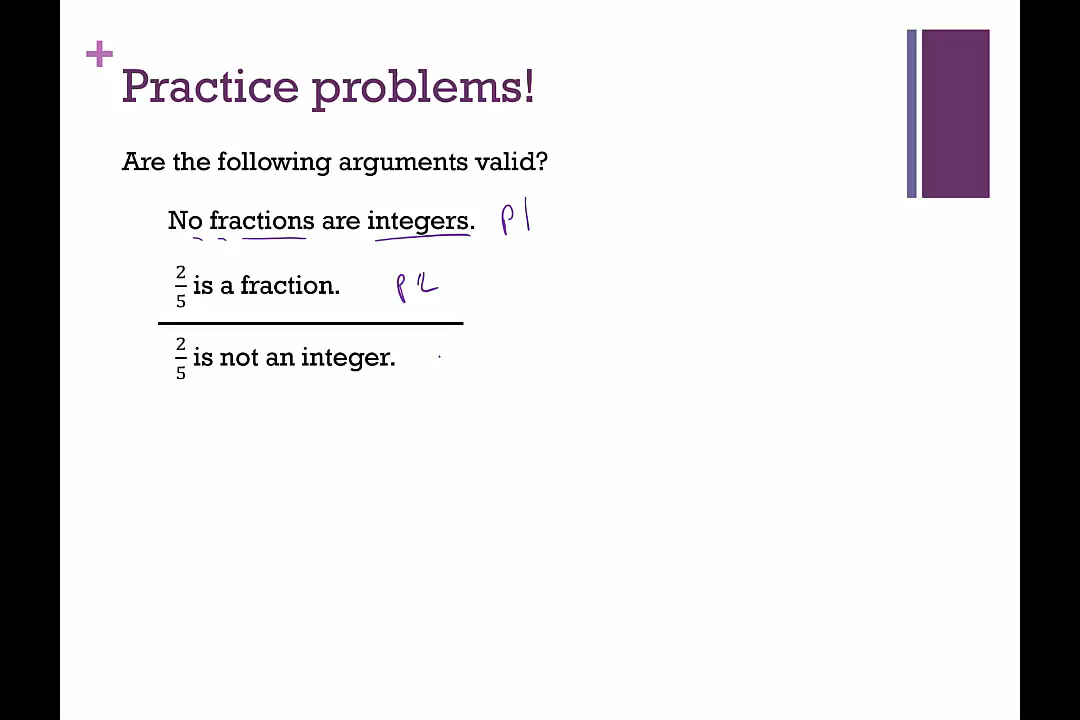 Practice problems!
Are the following arguments valid?
No fractions are integers. p1
2/5 is a fraction. p2
2/5 is not an integer.